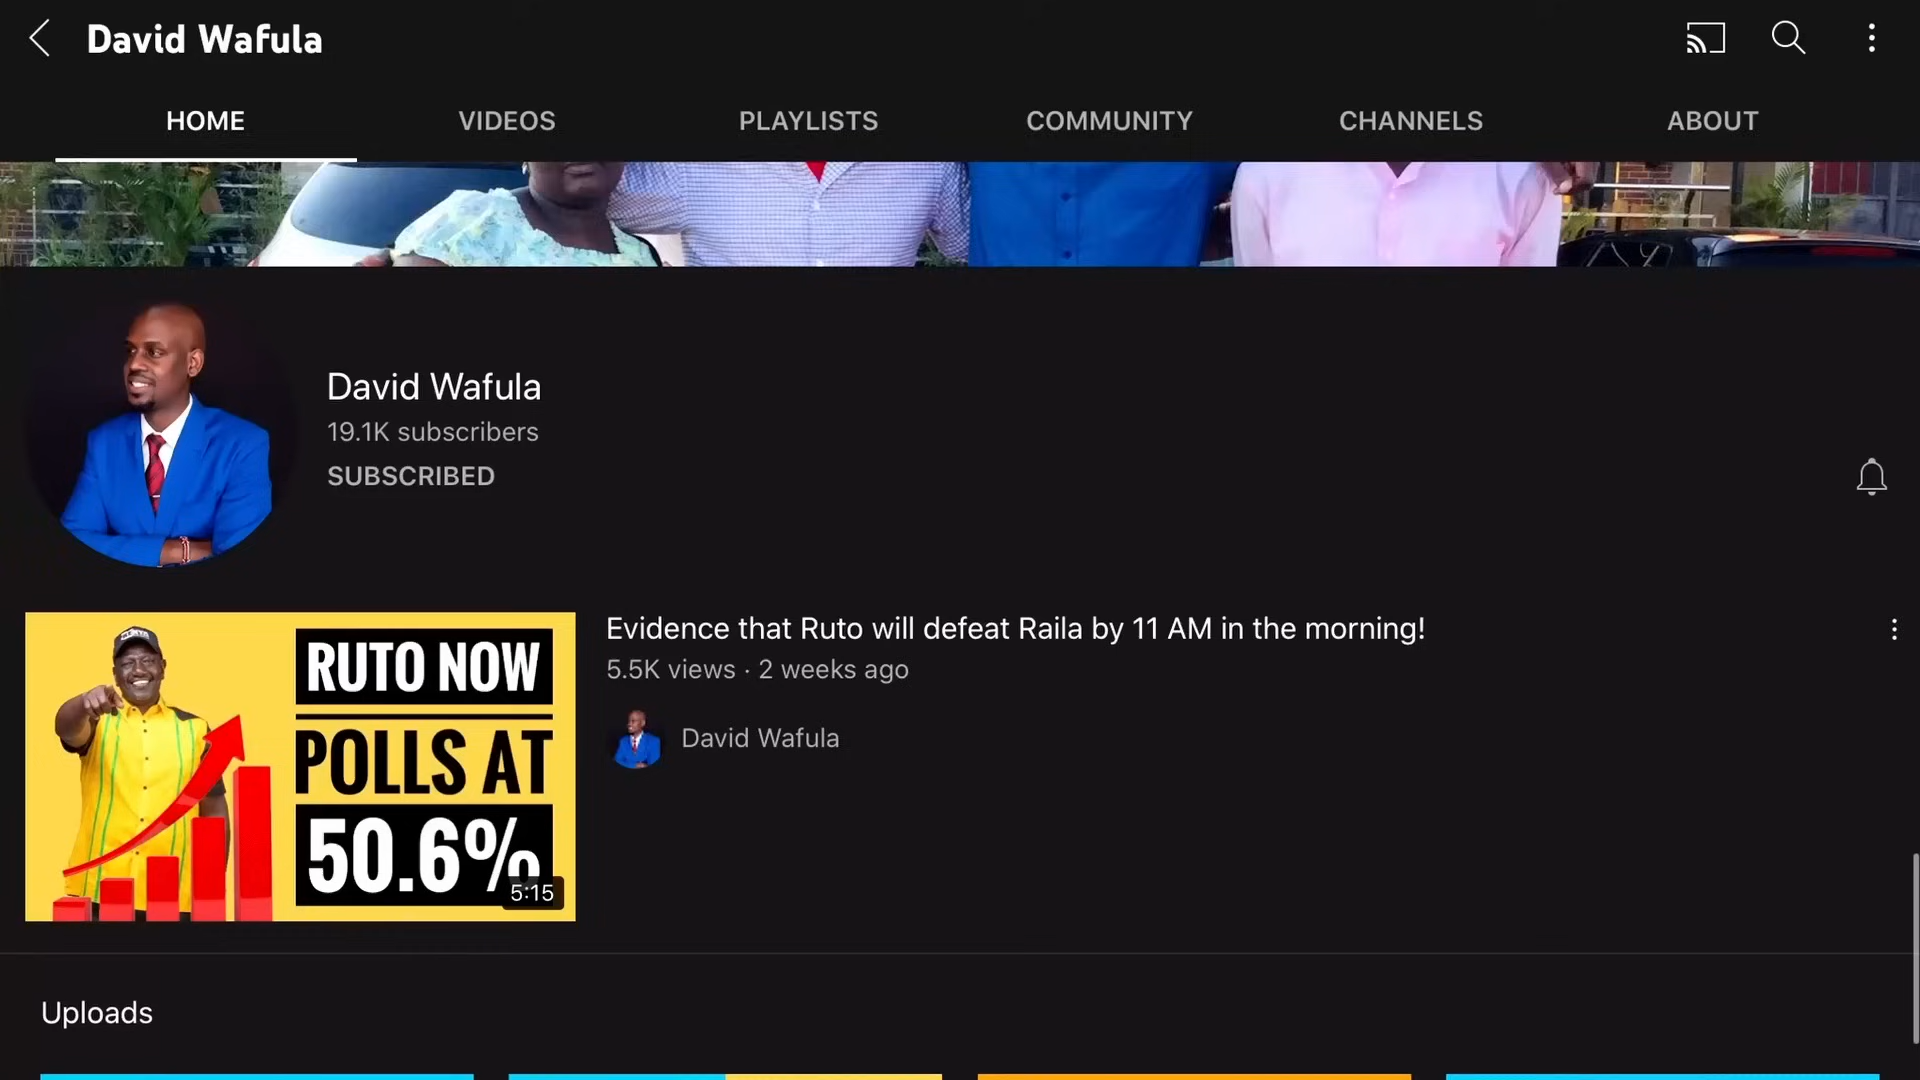 David Wafula
HOME
VIDEOS
PLAYLISTS
COMMUNITY
CHANNELS
ABOUT
David Wafula
19.1K subscribers
SUBSCRIBED
RUTO NOW
POLLS AT
50.6%
5:15
Evidence that Ruto will defeat Raila by 11 AM in the morning!
5.5K views · 2 weeks ago
David Wafula
Uploads